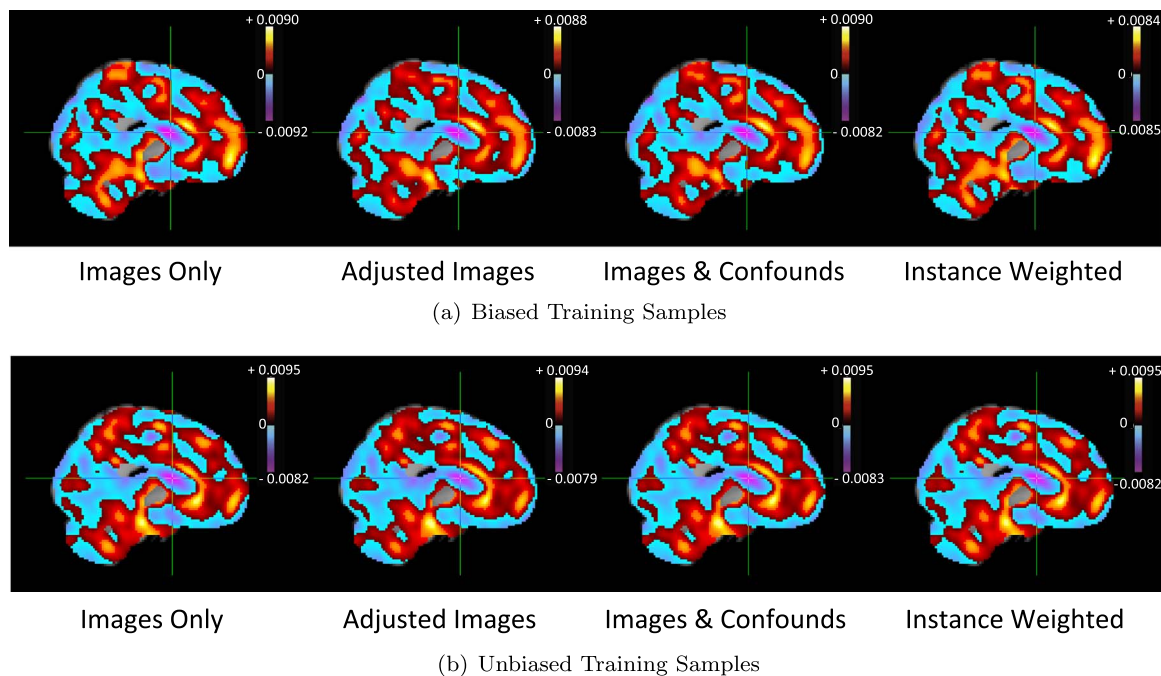 + 0.0090 + 0.0088 + 0.0090 + 0.0084
0 0 0 0
- 0.0092 - 0.0083 - 0.0082 - 0.0085
Images Only Adjusted Images Images & Confounds Instance Weighted
(a) Biased Training Samples
+ 0.0095 + 0.0094 + 0.0095 + 0.0095
0 0 0 0
- 0.0082 - 0.0079 - 0.0083 -0.0082
Images Only Adjusted Images Images & Confounds Instance Weighted
(b) Unbiased Training Samples